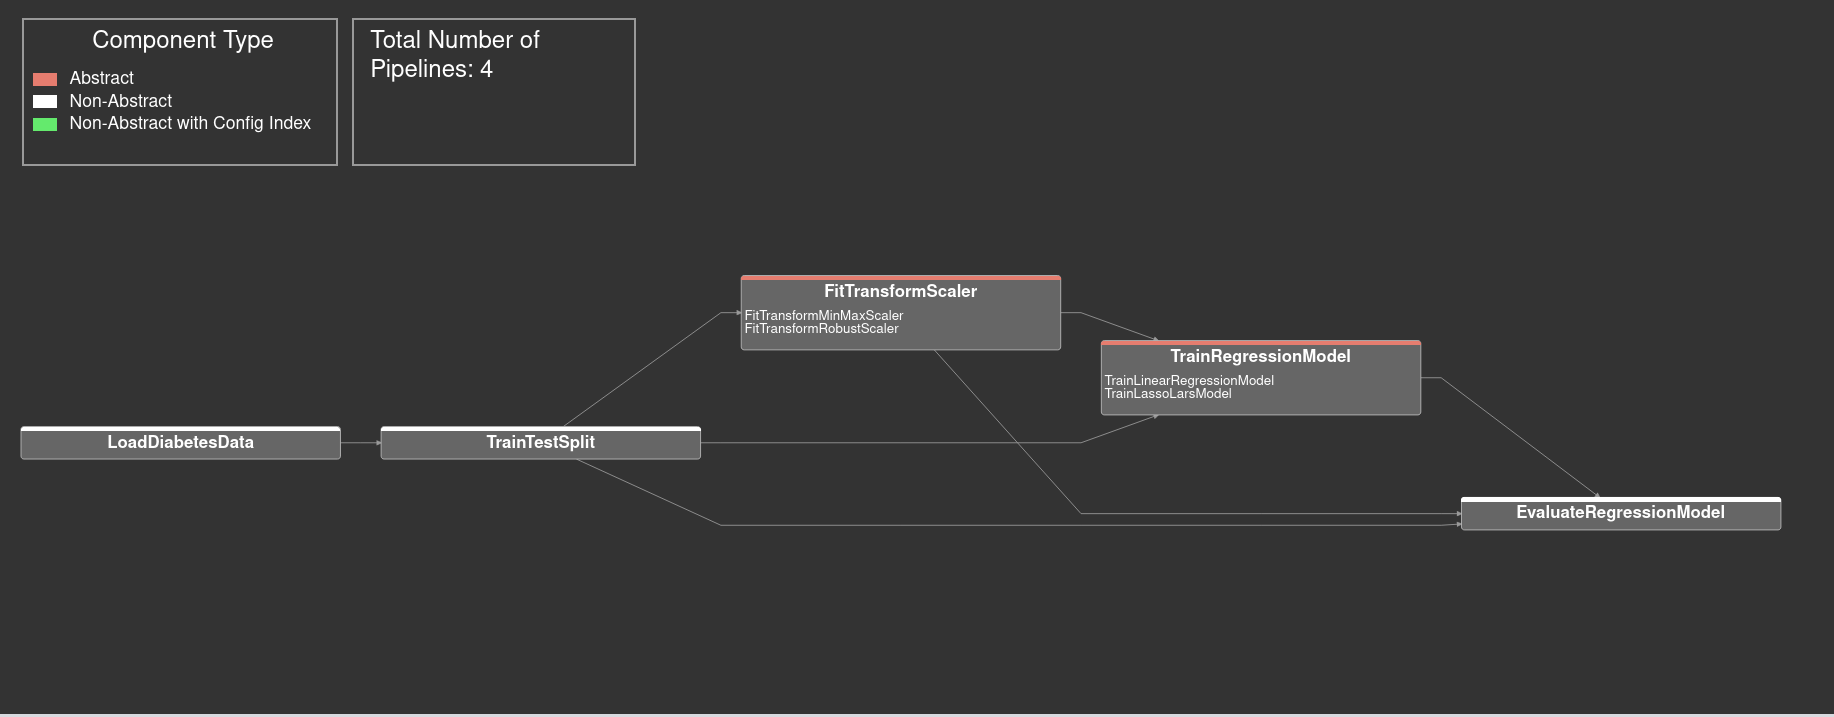 Component Type
Abstract
Non-Abstract
Non-Abstract with Config Index
Total Number of
Pipelines: 4
FitTransformScaler
FitTransformMinMaxScaler
FitTransformRobustScaler
TrainRegressionModel
TrainLinearRegressionModel
TrainLassoLarsModel
LoadDiabetesData
TrainTestSplit
EvaluateRegressionModel